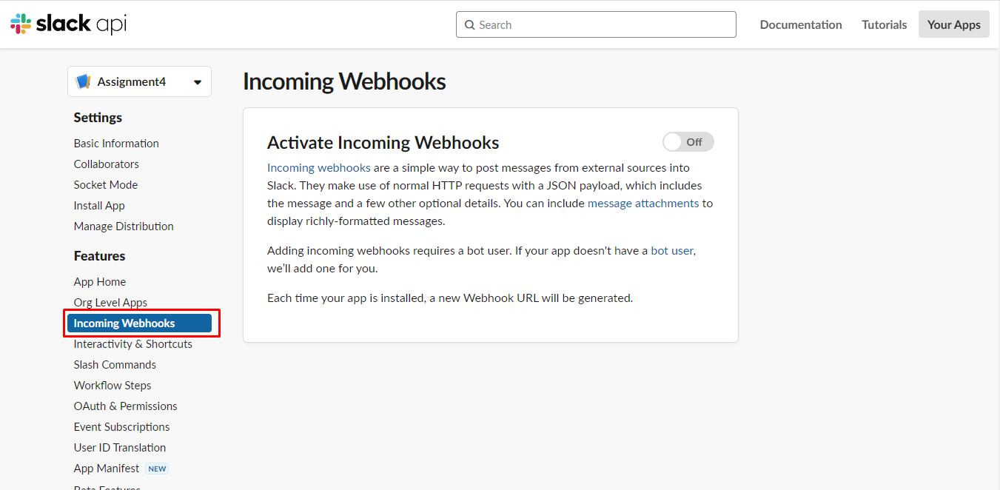 slack api
Search
Documentation
Tutorials
Your Apps
Assignment4
Settings
Basic Information
Collaborators
Socket Mode
Install App
Manage Distribution
Features
App Home
Org Level Apps
Incoming Webhooks
Interactivity & Shortcuts
Slash Commands
Workflow Steps
OAuth & Permissions
Event Subscriptions
User ID Translation
App Manifest NEW
Beta Features
Incoming Webhooks
Activate Incoming Webhooks
Off
Incoming webhooks are a simple way to post messages from external sources into
Slack. They make use of normal HTTP requests with a JSON payload, which includes
the message and a few other optional details. You can include message attachments to
display richly-formatted messages.
Adding incoming webhooks requires a bot user. If your app doesn't have a bot user,
we'll add one for you.
Each time your app is installed, a new Webhook URL will be generated.